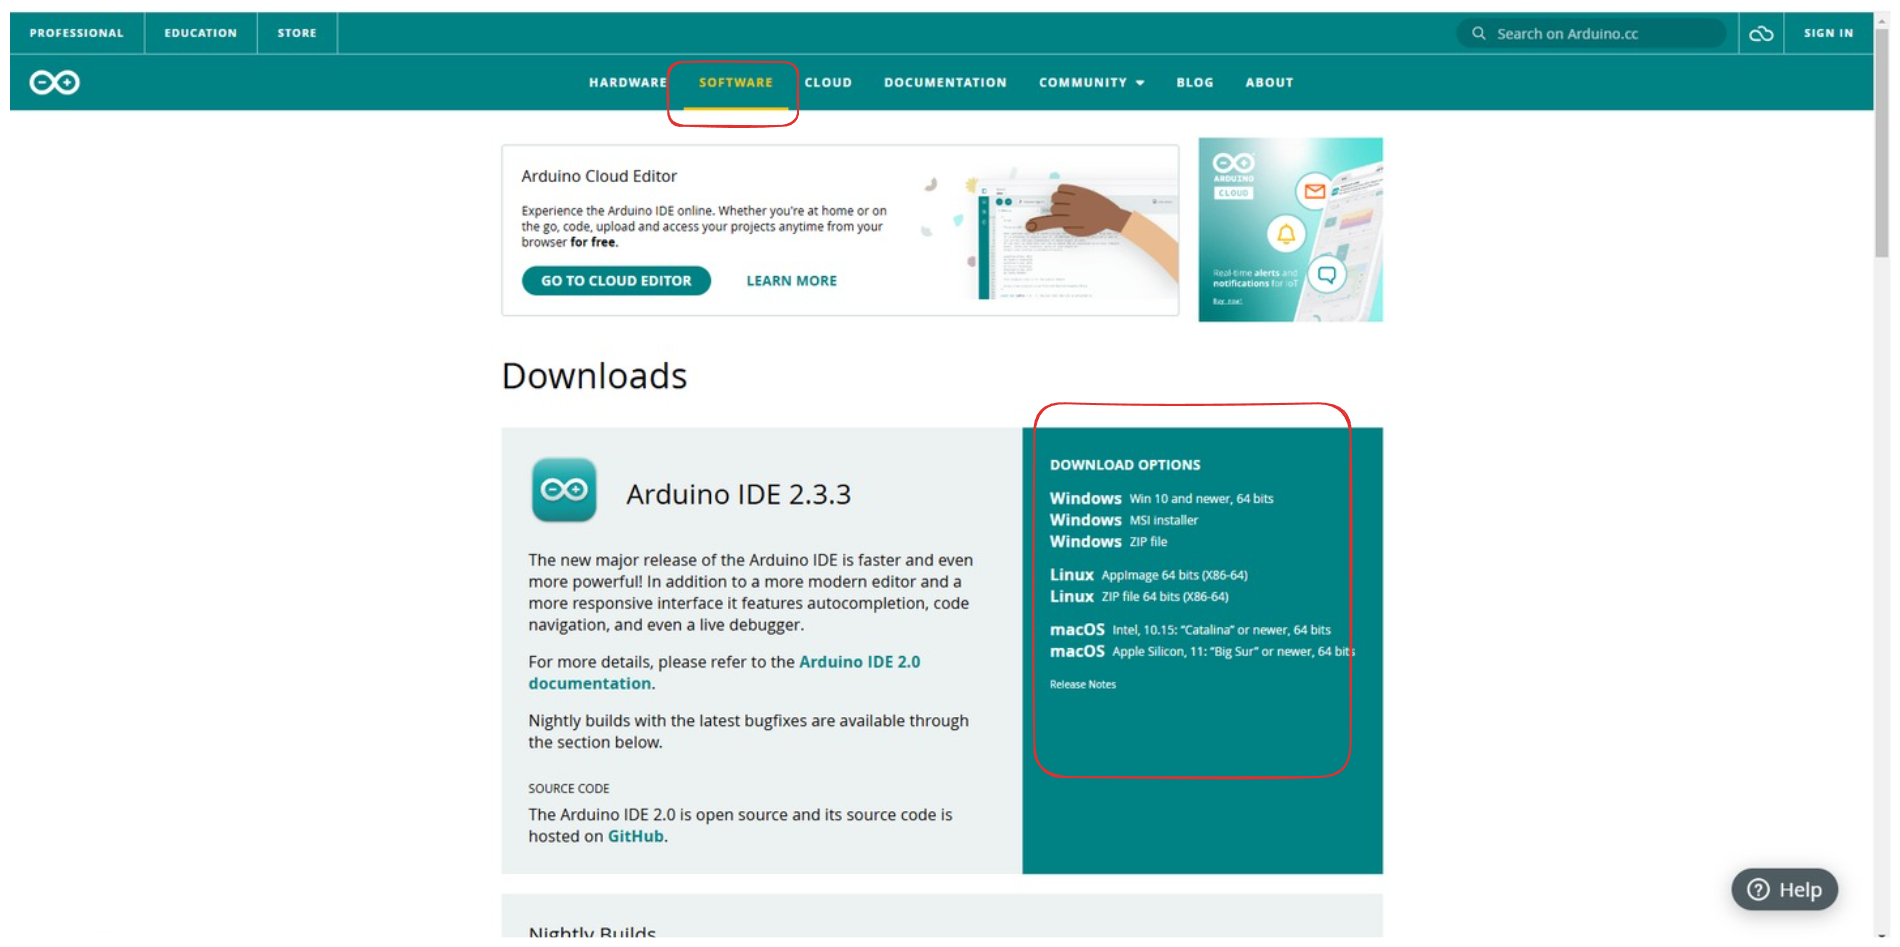 PROFESSIONAL EDUCATION STORE Search on Arduino.cc SIGN IN
HARDWARE SOFTWARE CLOUD DOCUMENTATION COMMUNITY BLOG ABOUT
Arduino Cloud Editor
Experience the Arduino IDE online. Whether you're at home or on
the go, code, upload and access your projects anytime from your
browser for free.
GO TO CLOUD EDITOR LEARN MORE
ARDUINO
CLOUD
Real-time alerts and
notifications for IoT
Buy now!
Downloads
Arduino IDE 2.3.3
The new major release of the Arduino IDE is faster and even
more powerful! In addition to a more modern editor and a
more responsive interface it features autocompletion, code
navigation, and even a live debugger.
For more details, please refer to the Arduino IDE 2.0
documentation.
Nightly builds with the latest bugfixes are available through
the section below.
SOURCE CODE
The Arduino IDE 2.0 is open source and its source code is
hosted on GitHub.
DOWNLOAD OPTIONS
Windows Win 10 and newer, 64 bits
Windows MSI installer
Windows ZIP file
Linux AppImage 64 bits (X86-64)
Linux ZIP file 64 bits (X86-64)
macOS Intel, 10.15: “Catalina” or newer, 64 bits
macOS Apple Silicon, 11: “Big Sur” or newer, 64 bits
Release Notes
Help
Nightly Builds